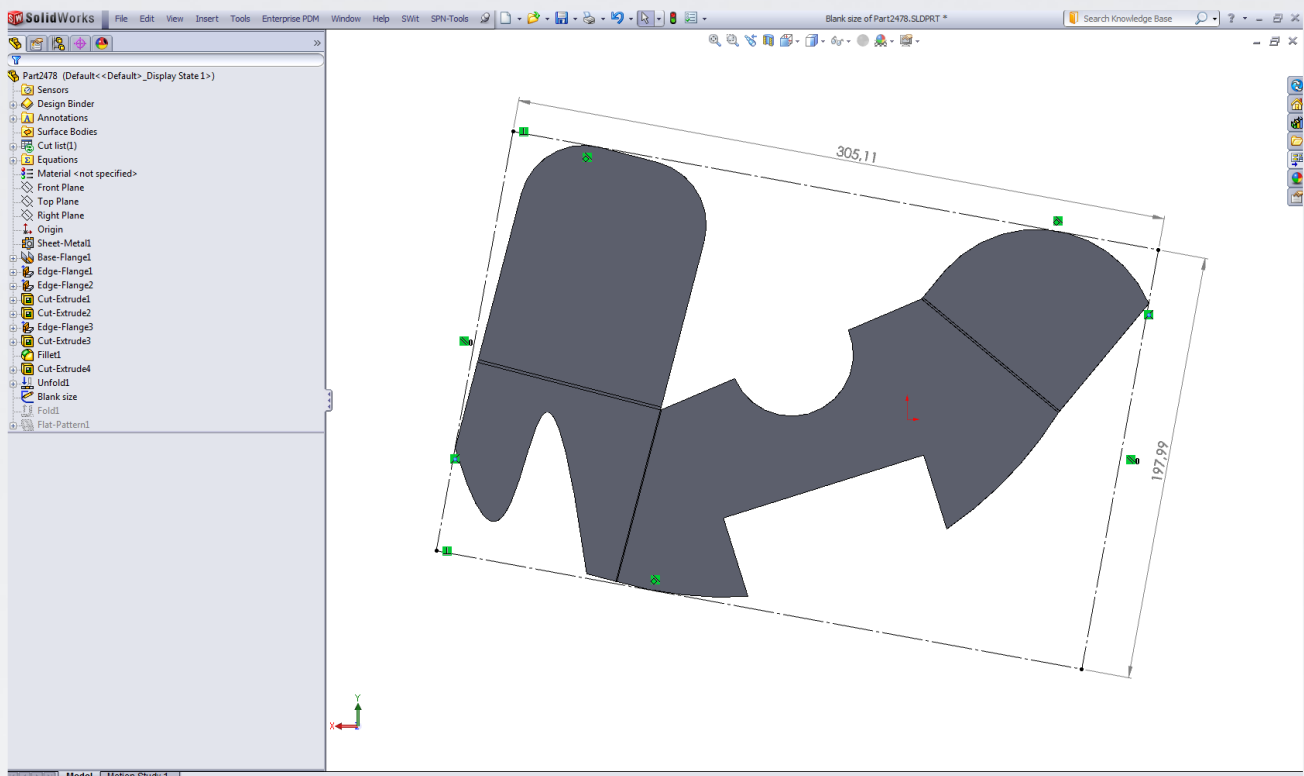 SolidWorks File Edit View Insert Tools Enterprise PDM Window Help SWit SPN-Tools Blank size of Part2478.SLDPRT * Search Knowledge Base
Part2478 (Default<<Default>_Display State 1>)
Sensors
Design Binder
Annotations
Surface Bodies
Cut list(1)
Equations
Material <not specified>
Front Plane
Top Plane
Right Plane
Origin
Sheet-Metal1
Base-Flange1
Edge-Flange1
Edge-Flange2
Cut-Extrude1
Cut-Extrude2
Edge-Flange3
Cut-Extrude3
Fillet1
Cut-Extrude4
Unfold1
Blank size
Fold1
Flat-Pattern1
305,11
197,99
Y
X
Model Motion Study 1